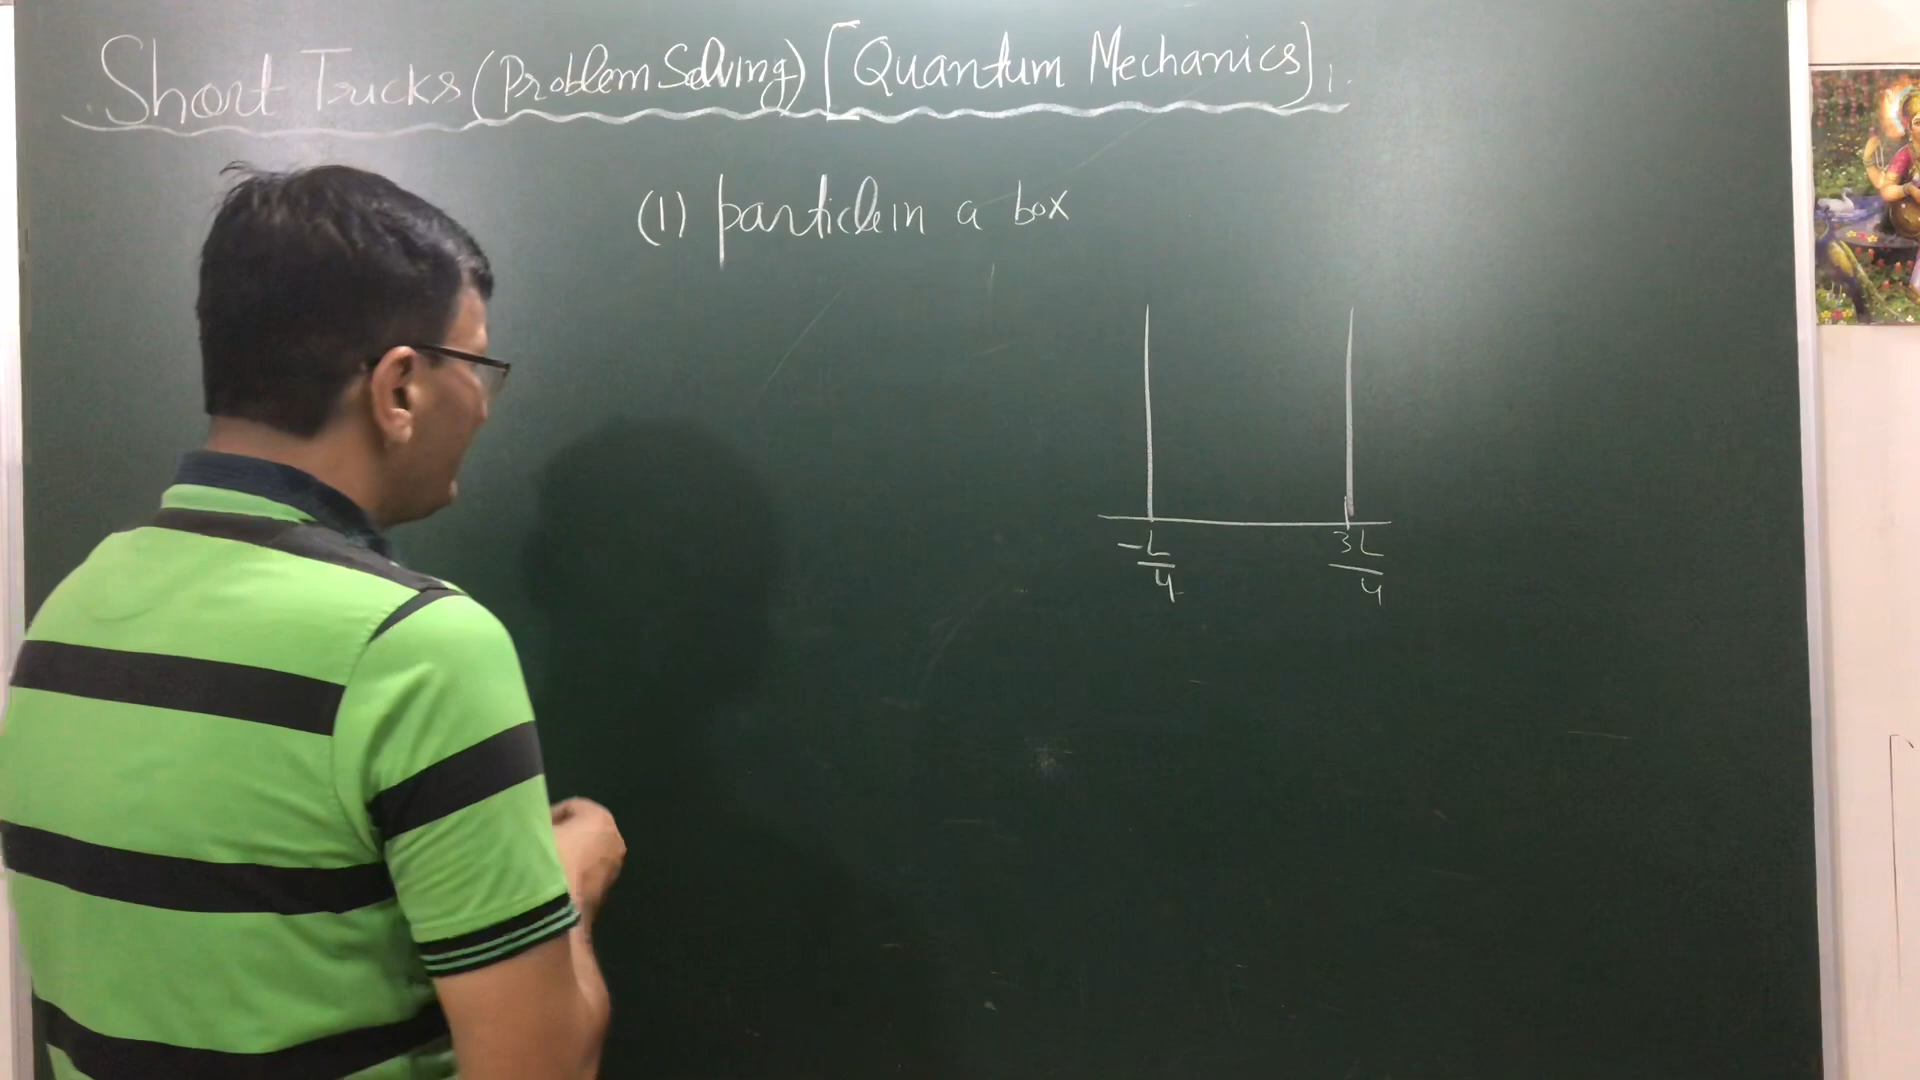 Short Tricks (Problem Solving) [Quantum Mechanics].
(1) particle in a box
-L/4 3L/4